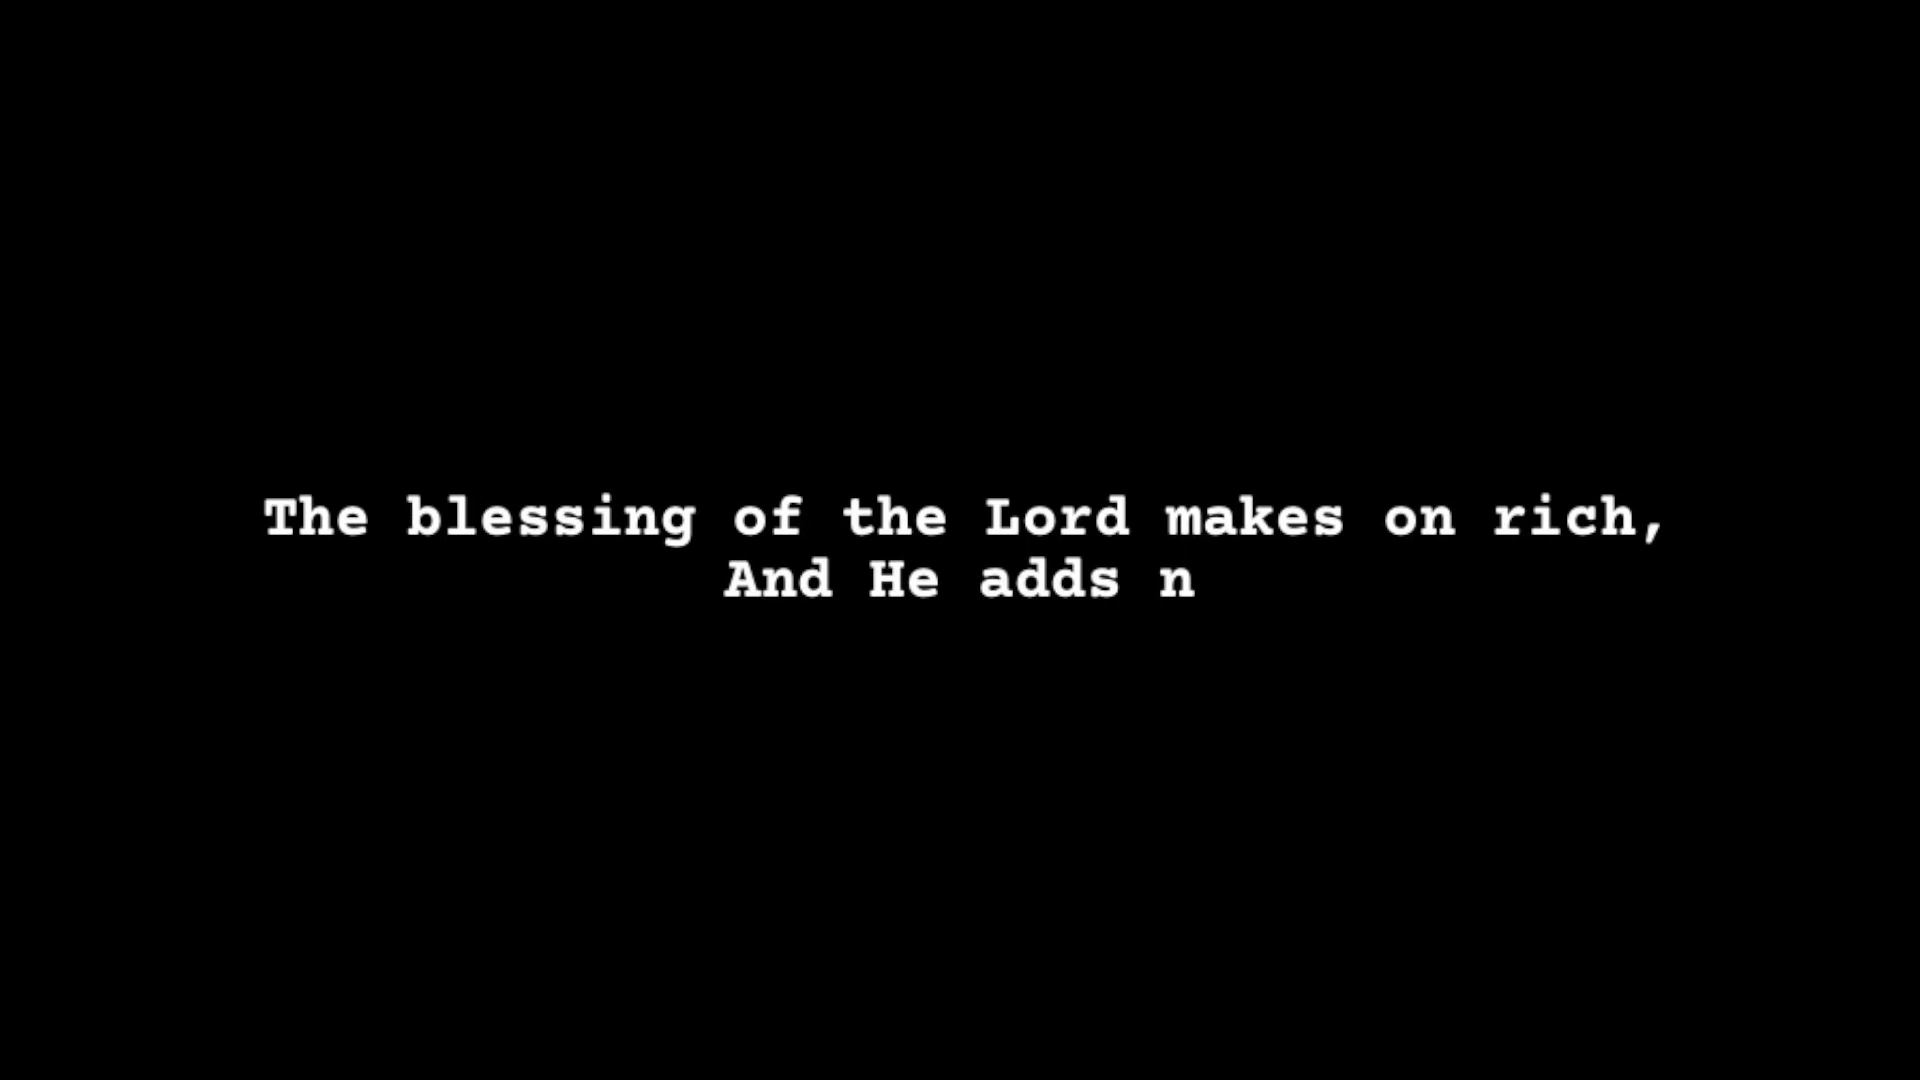 The blessing of the Lord makes on rich,
And He adds n